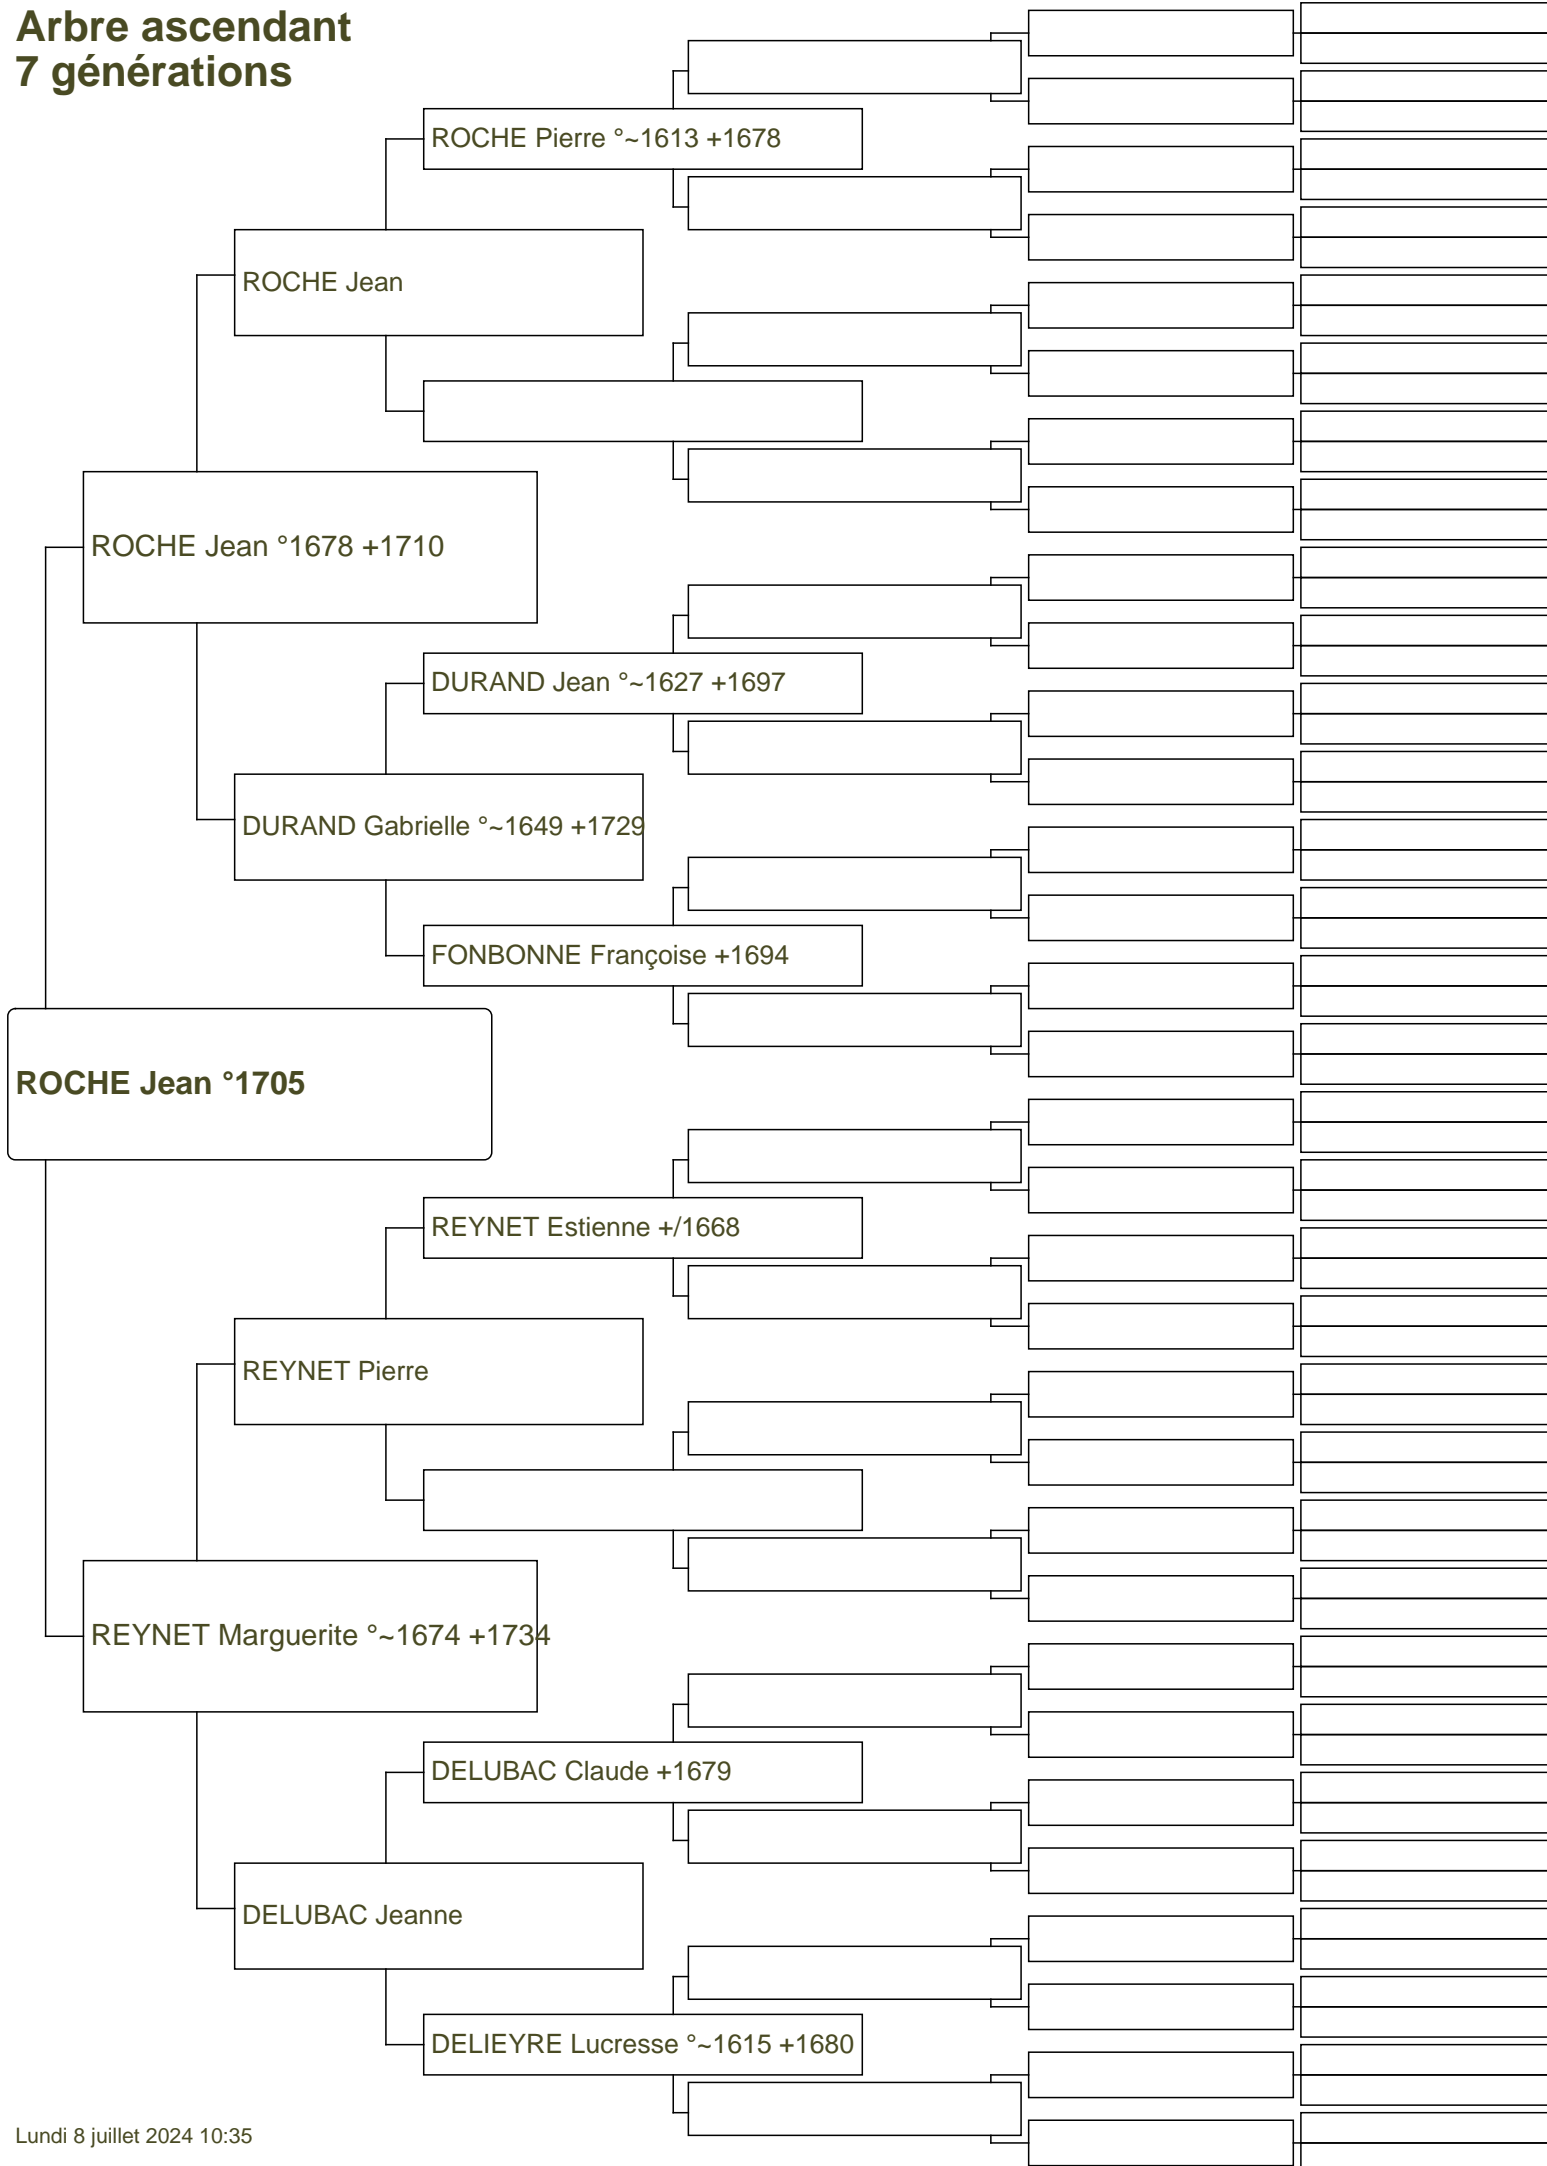 Arbre ascendant
7 générations
ROCHE Pierre °~1613 +1678
ROCHE Jean
ROCHE Jean °1678 +1710
DURAND Jean °~1627 +1697
DURAND Gabrielle °~1649 +1729
FONBONNE Françoise +1694
ROCHE Jean °1705
REYNET Estienne +/1668
REYNET Pierre
REYNET Marguerite °~1674 +1734
DELUBAC Claude +1679
DELUBAC Jeanne
DELIEYRE Lucresse °~1615 +1680
Lundi 8 juillet 2024 10:35